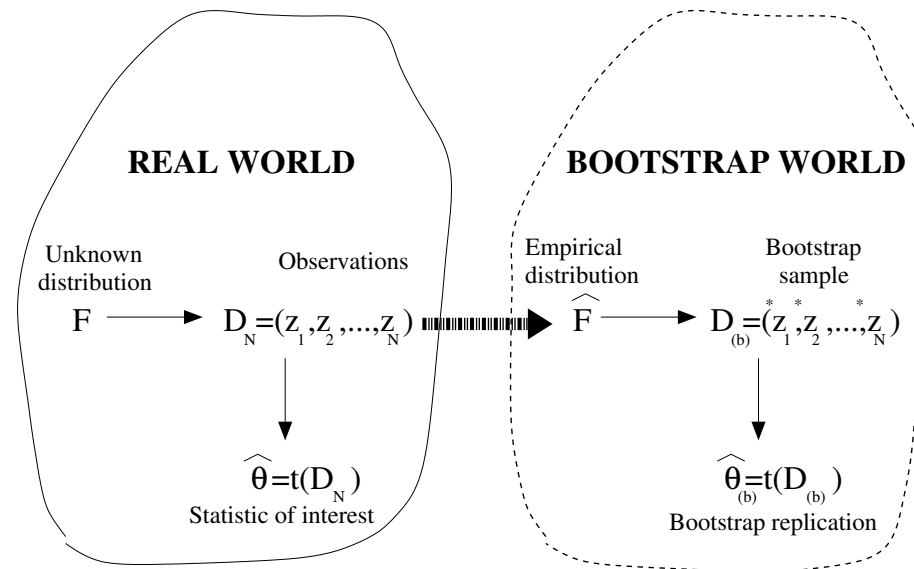 REAL WORLD
BOOTSTRAP WORLD
Unknown
distribution
Observations
Empirical
distribution
Bootstrap
sample
F
D_N=(z_1,z_2,...,z_N)
F̂
D_(b)=(z*_1,z*_2,...,z*_N)
θ̂=t(D_N)
Statistic of interest
θ̂_(b)=t(D_(b))
Bootstrap replication